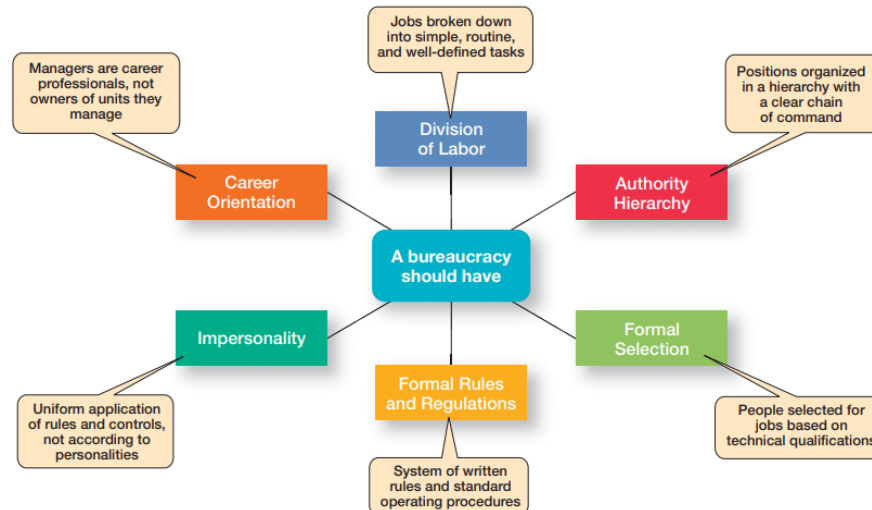 Jobs broken down
into simple, routine,
and well-defined tasks
Managers are career
professionals, not
owners of units they
manage
Positions organized
in a hierarchy with
a clear chain
of command
Division
of Labor
Career
Orientation
Authority
Hierarchy
A bureaucracy
should have
Impersonality
Formal
Selection
Formal Rules
and Regulations
Uniform application
of rules and controls,
not according to
personalities
People selected for
jobs based on
technical qualifications
System of written
rules and standard
operating procedures